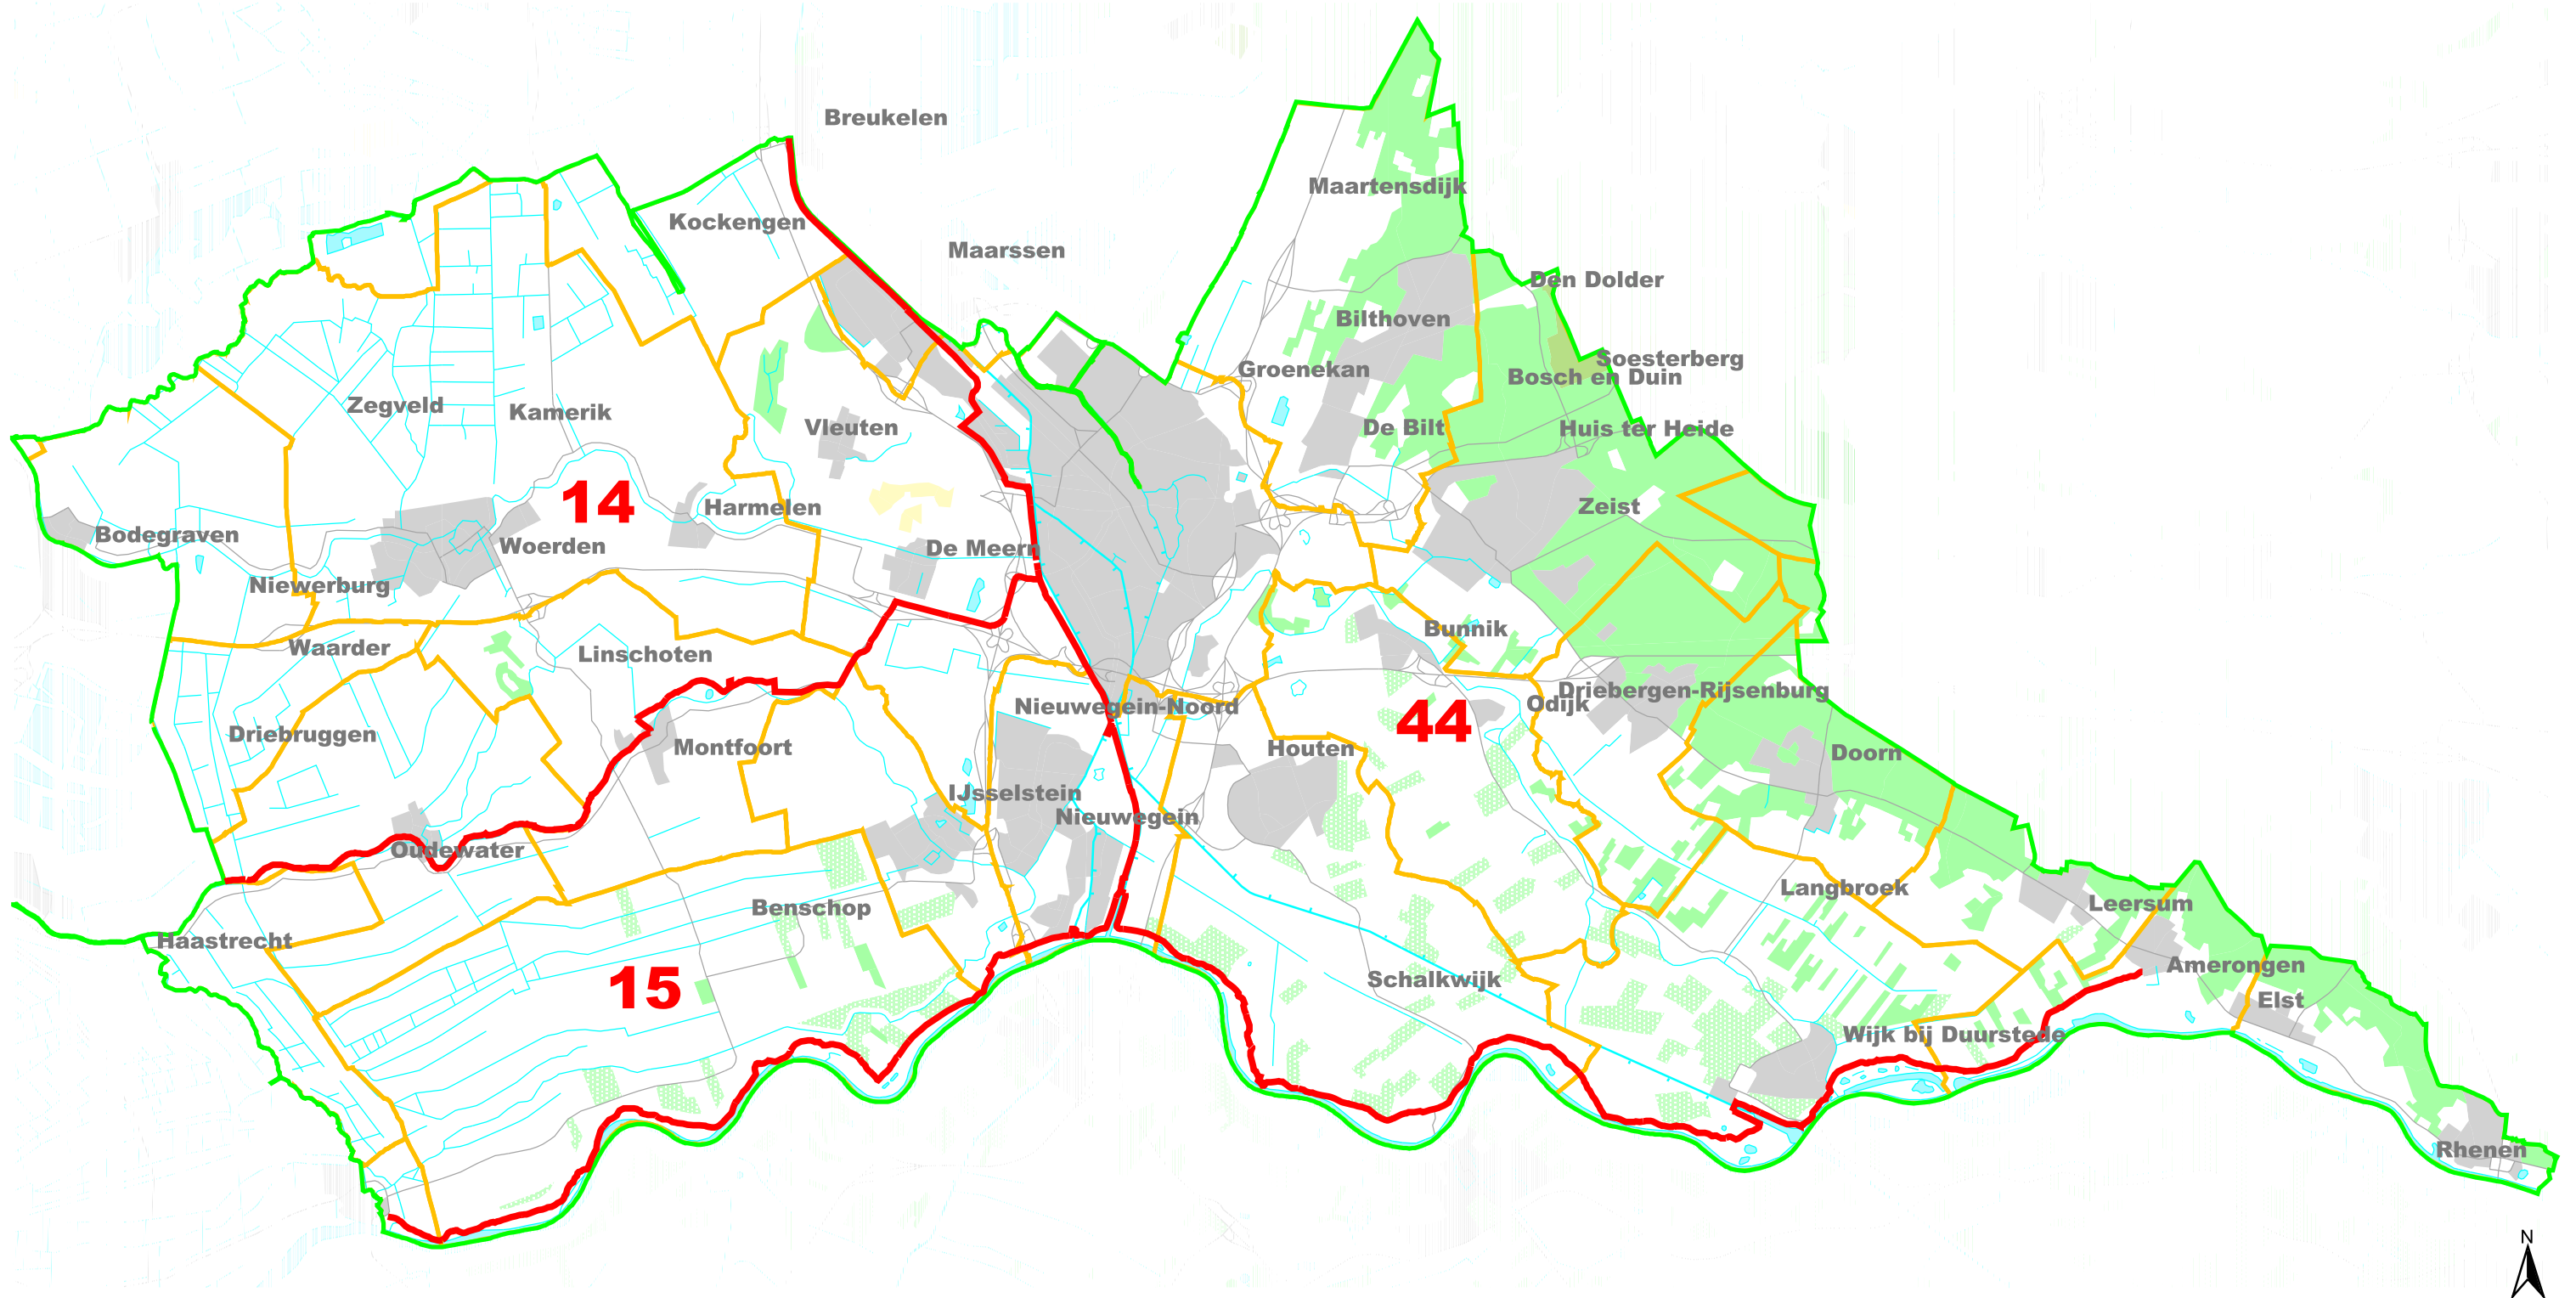 Breukelen
Maartensdijk
Kockengen
Maarssen
Den Dolder
Bilthoven
Soesterberg
Groenekan
Bosch en Duin
Zegveld
Kamerik
Vleuten
De Bilt
Huis ter Heide
14
Harmelen
Zeist
Bodegraven
Woerden
De Meern
Niewerburg
Bunnik
Waarder
Linschoten
Driebergen-Rijsenburg
Odijk
Nieuwegein-Noord
44
Driebruggen
Montfoort
Houten
Doorn
IJsselstein
Nieuwegein
Oudewater
Langbroek
Leersum
Benschop
Haastrecht
Amerongen
Schalkwijk
15
Elst
Wijk bij Duurstede
Rhenen
N